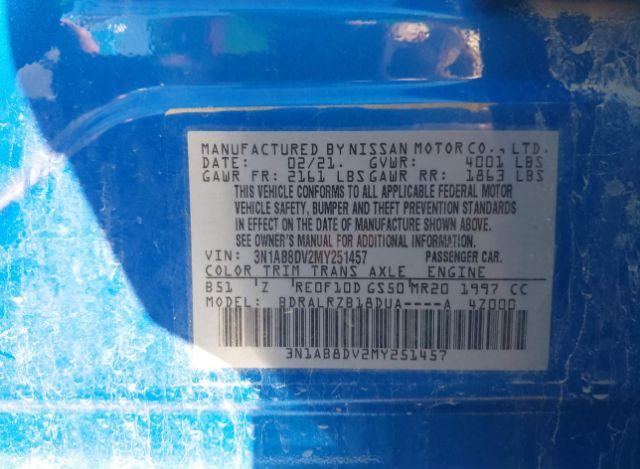 MANUFACTURED BY NISSAN MOTOR CO., LTD.
DATE: 02/21. GVWR: 4001 LBS
GAWR FR: 2161 LBS GAWR RR: 1863 LBS
THIS VEHICLE CONFORMS TO ALL APPLICABLE FEDERAL MOTOR
VEHICLE SAFETY, BUMPER AND THEFT PREVENTION STANDARDS
IN EFFECT ON THE DATE OF MANUFACTURE SHOWN ABOVE.
SEE OWNER'S MANUAL FOR ADDITIONAL INFORMATION
VIN: 3N1AB8DV2MY251457 PASSENGER CAR.
COLOR TRIM TRANS AXLE ENGINE
B51 Z RE0F10D GS50 MR20 1997 CC
MODEL: BDRALRZB18DUA----A 4Z000
3N1AB8DV2MY251457